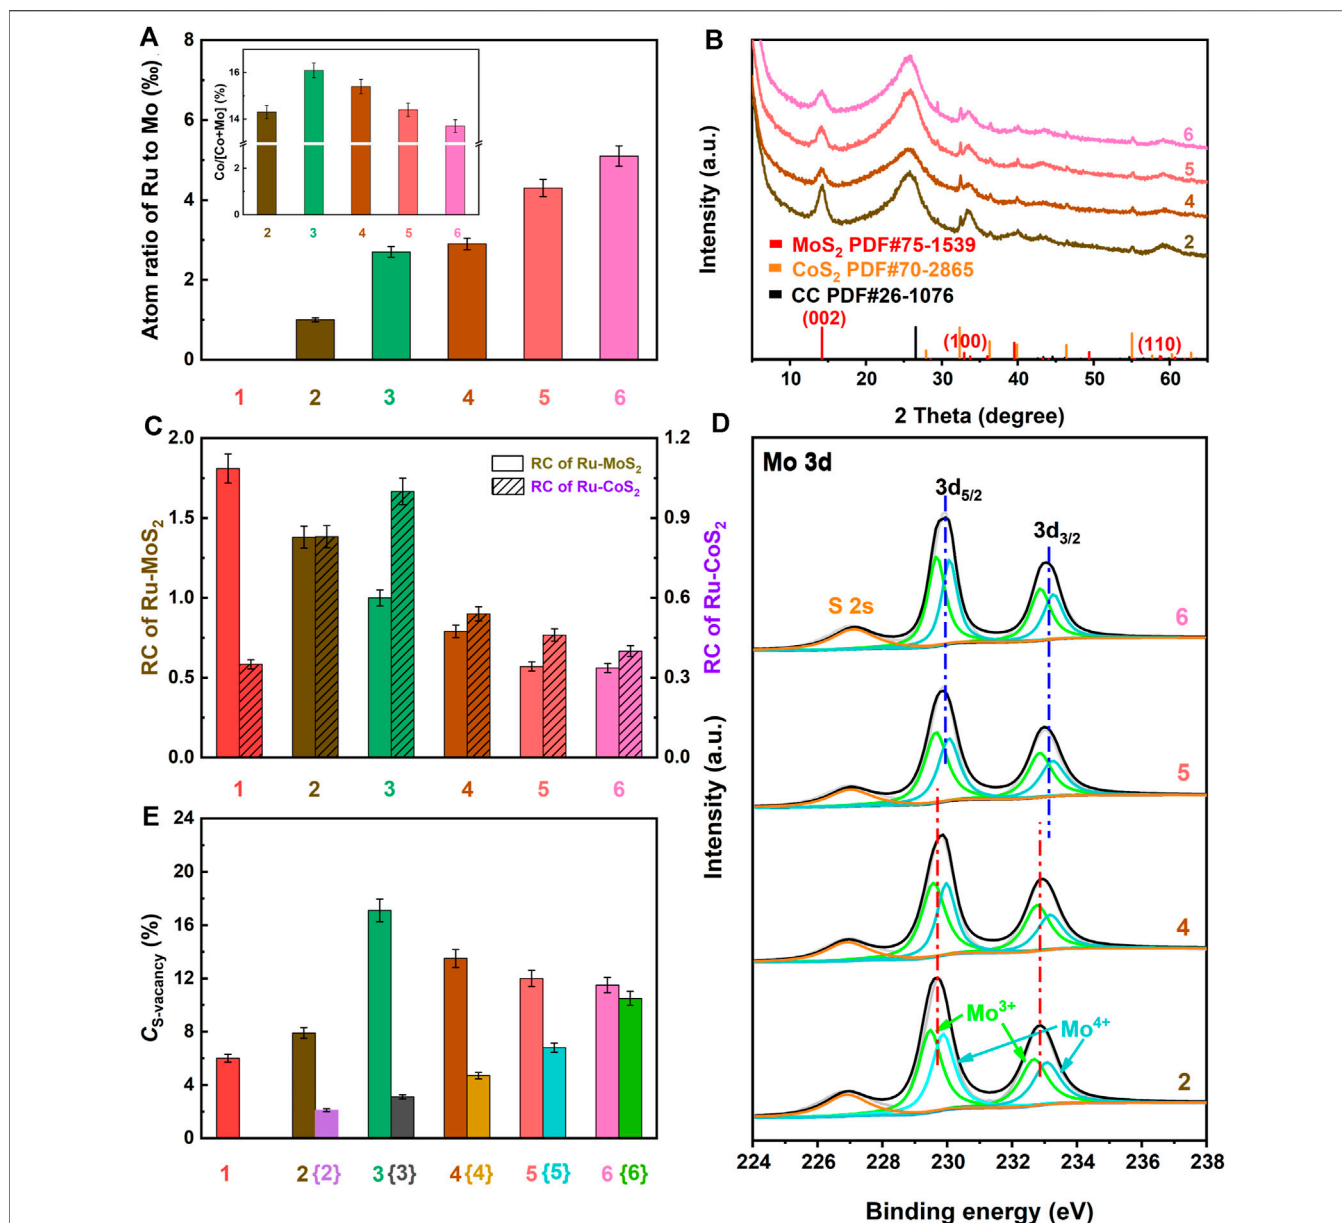 A
Atom ratio of Ru to Mo (‰)
8
6
4
2
0
Co/[Co+Mo] (%)
16
14
2
0
2 3 4 5 6
1 2 3 4 5 6
B
Intensity (a.u.)
6
5
4
2
MoS2 PDF#75-1539
CoS2 PDF#70-2865
CC PDF#26-1076
(002)
(100)
(110)
10 20 30 40 50 60
2 Theta (degree)
C
RC of Ru-MoS2
2.0
1.5
1.0
0.5
0.0
RC of Ru-MoS2
RC of Ru-CoS2
1.2
0.9
0.6
0.3
0.0
RC of Ru-CoS2
1 2 3 4 5 6
D
Mo 3d
3d5/2
3d3/2
S 2s
6
5
4
Mo3+
Mo4+
2
Intensity (a.u.)
224 226 228 230 232 234 236 238
Binding energy (eV)
E
CS-vacancy (%)
24
20
16
12
8
4
0
1 2 {2} 3 {3} 4 {4} 5 {5} 6 {6}